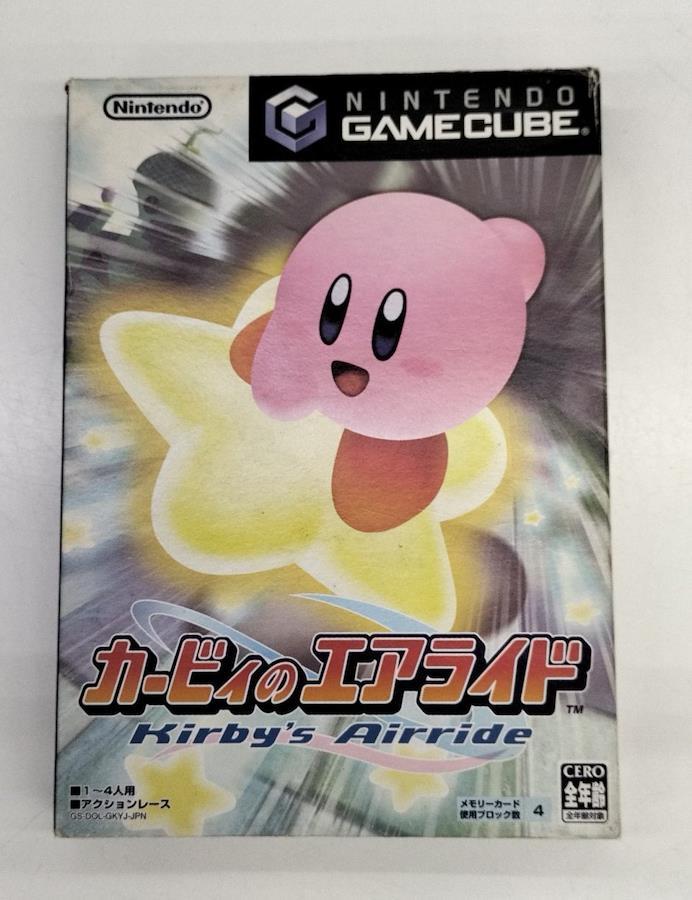 Nintendo®
NINTENDO
GAMECUBE®
カービィのエアライド™
Kirby's Airride
■1〜4人用
■アクションレース
GS-DOL-GKYJ-JPN
メモリーカード
使用ブロック数 4
CERO
全年齢
全年齢対象